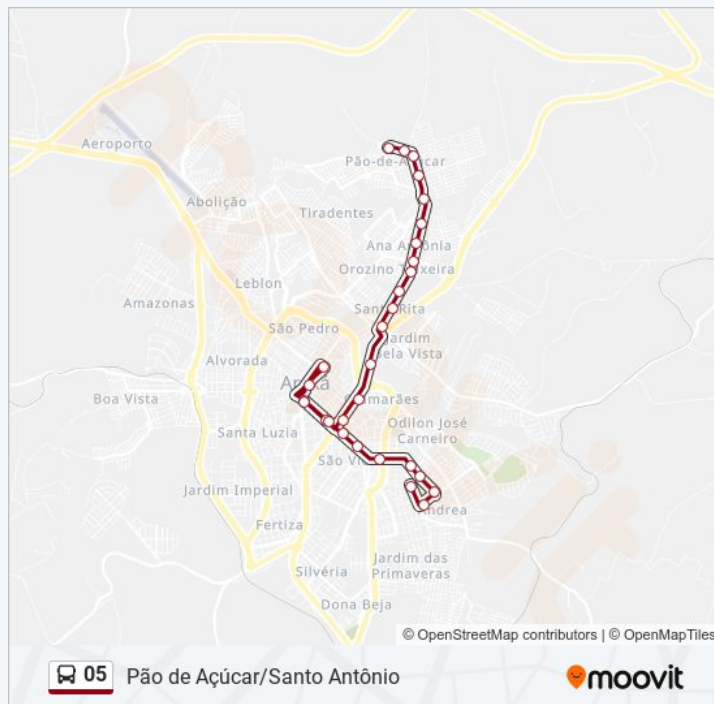 Aeroporto
Pão-de-Açúcar
Abolição
Tiradentes
Ana Antônia
Orozino Teixeira
Leblon
Amazonas
Santa Rita
São Pedro
Jardim
Bela Vista
Alvorada
Araxá
Boa Vista
Guimarães
Odilon José
Carneiro
Santa Luzia
Jardim Imperial
Andrea
Fertiza
Jardim das
Primaveras
Silvéria
Dona Beja
© OpenStreetMap contributors | © OpenMapTiles
05 Pão de Açúcar/Santo Antônio
moovit